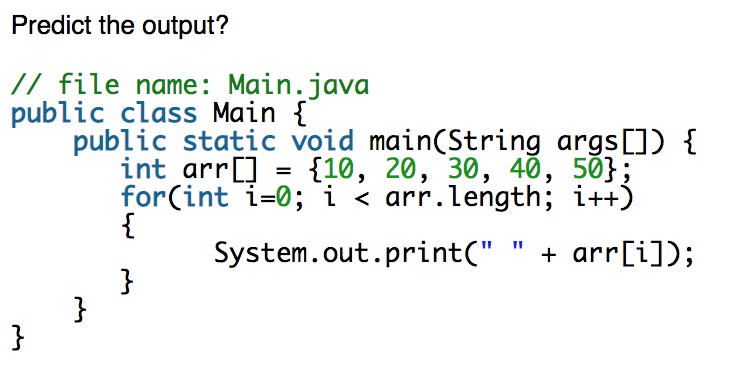 Predict the output?
// file name: Main.java
public class Main {
    public static void main(String args[]) {
       int arr[] = {10, 20, 30, 40, 50};
       for(int i=0; i < arr.length; i++)
       {
             System.out.print(" " + arr[i]);
       }
    }
}